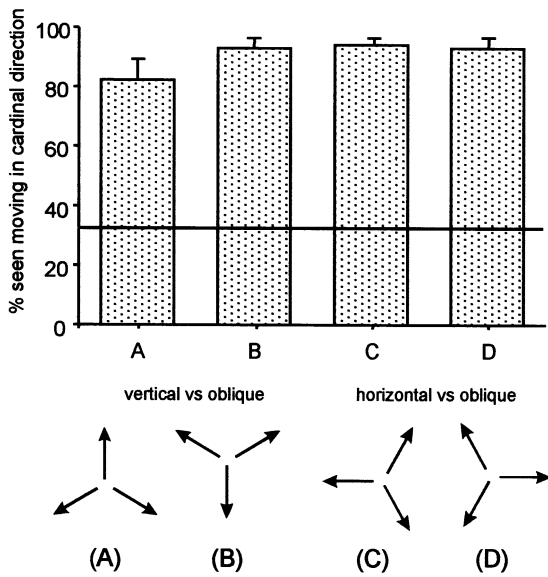 % seen moving in cardinal direction
100
80
60
40
20
0
A B C D
vertical vs oblique horizontal vs oblique
(A) (B) (C) (D)